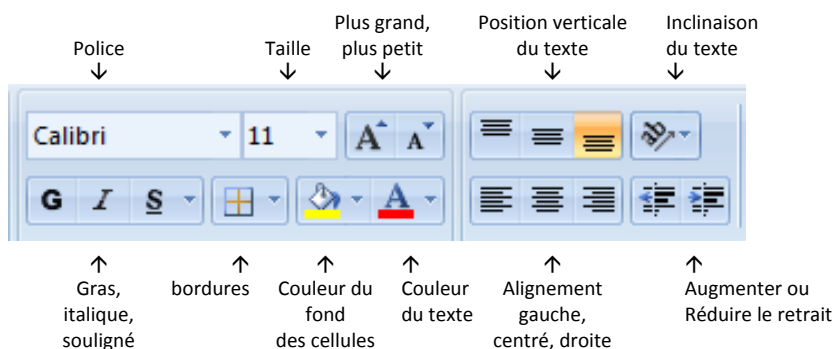 Police
Taille
Plus grand,
plus petit
Position verticale
du texte
Inclinaison
du texte
Calibri
11
A A
ab
G I S
A
Gras,
italique,
souligné
bordures
Couleur du
fond
des cellules
Couleur
du texte
Alignement
gauche,
centré, droite
Augmenter ou
Réduire le retrait